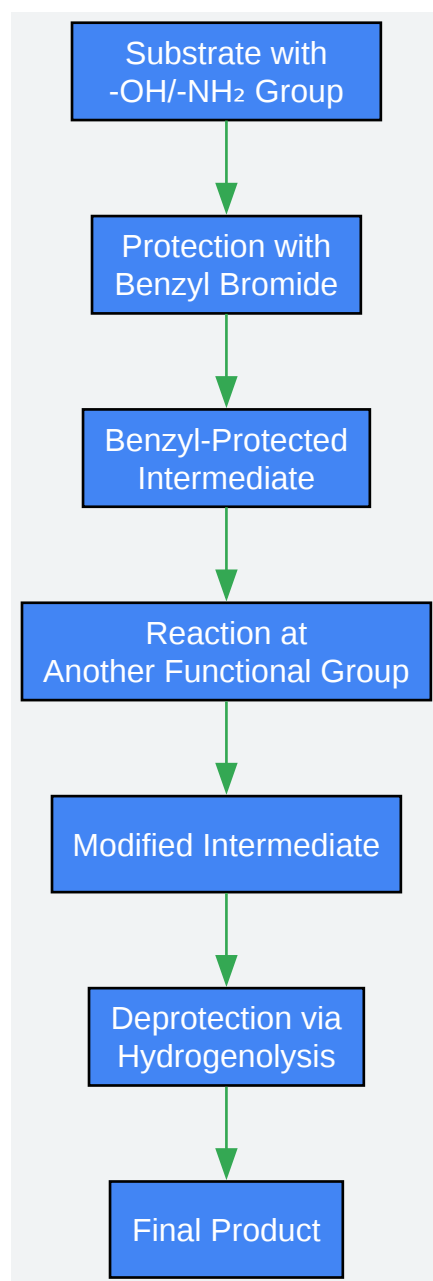 Substrate with
-OH/-NH₂ Group
Protection with
Benzyl Bromide
Benzyl-Protected
Intermediate
Reaction at
Another Functional Group
Modified Intermediate
Deprotection via
Hydrogenolysis
Final Product